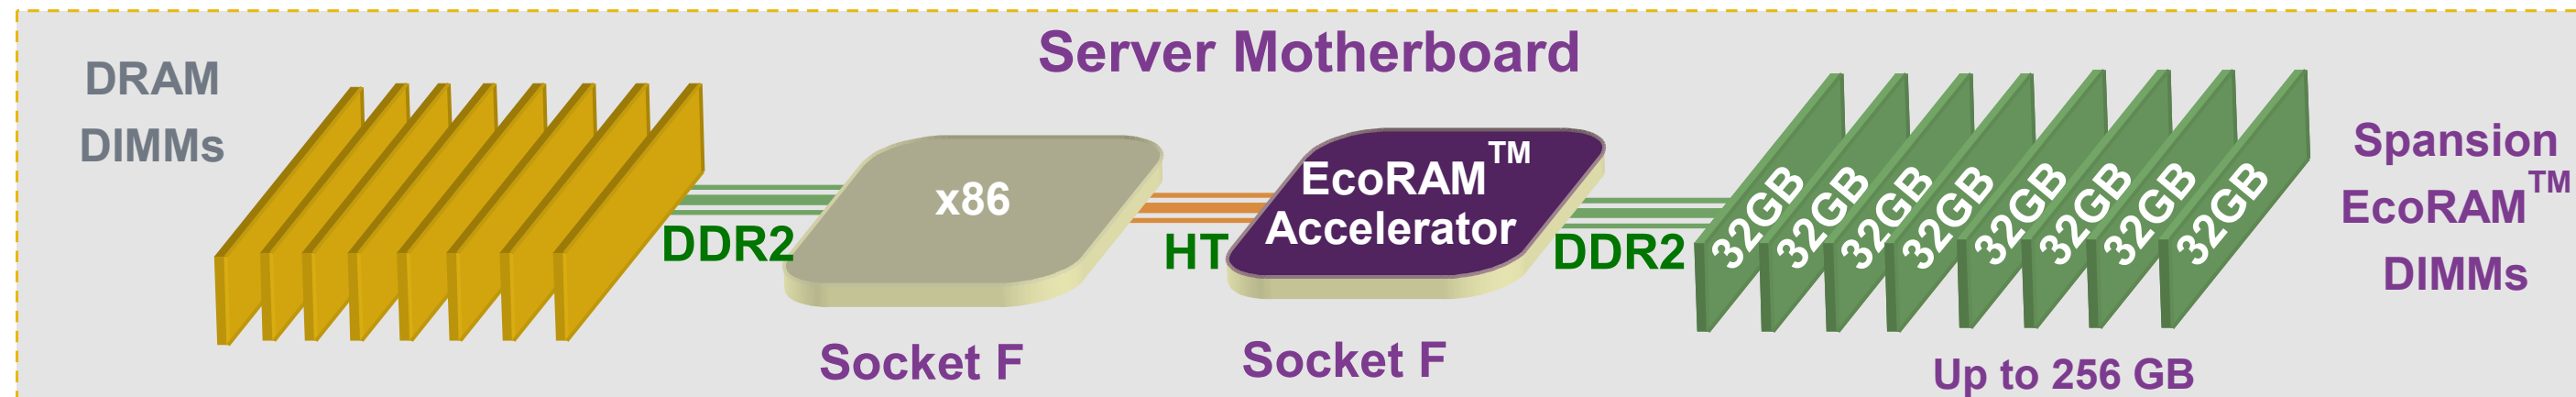 Server Motherboard
DRAM
DIMMs
DDR2
x86
Socket F
HT
EcoRAM™
Accelerator
Socket F
DDR2
32GB
32GB
32GB
32GB
32GB
32GB
32GB
32GB
Up to 256 GB
Spansion
EcoRAM™
DIMMs